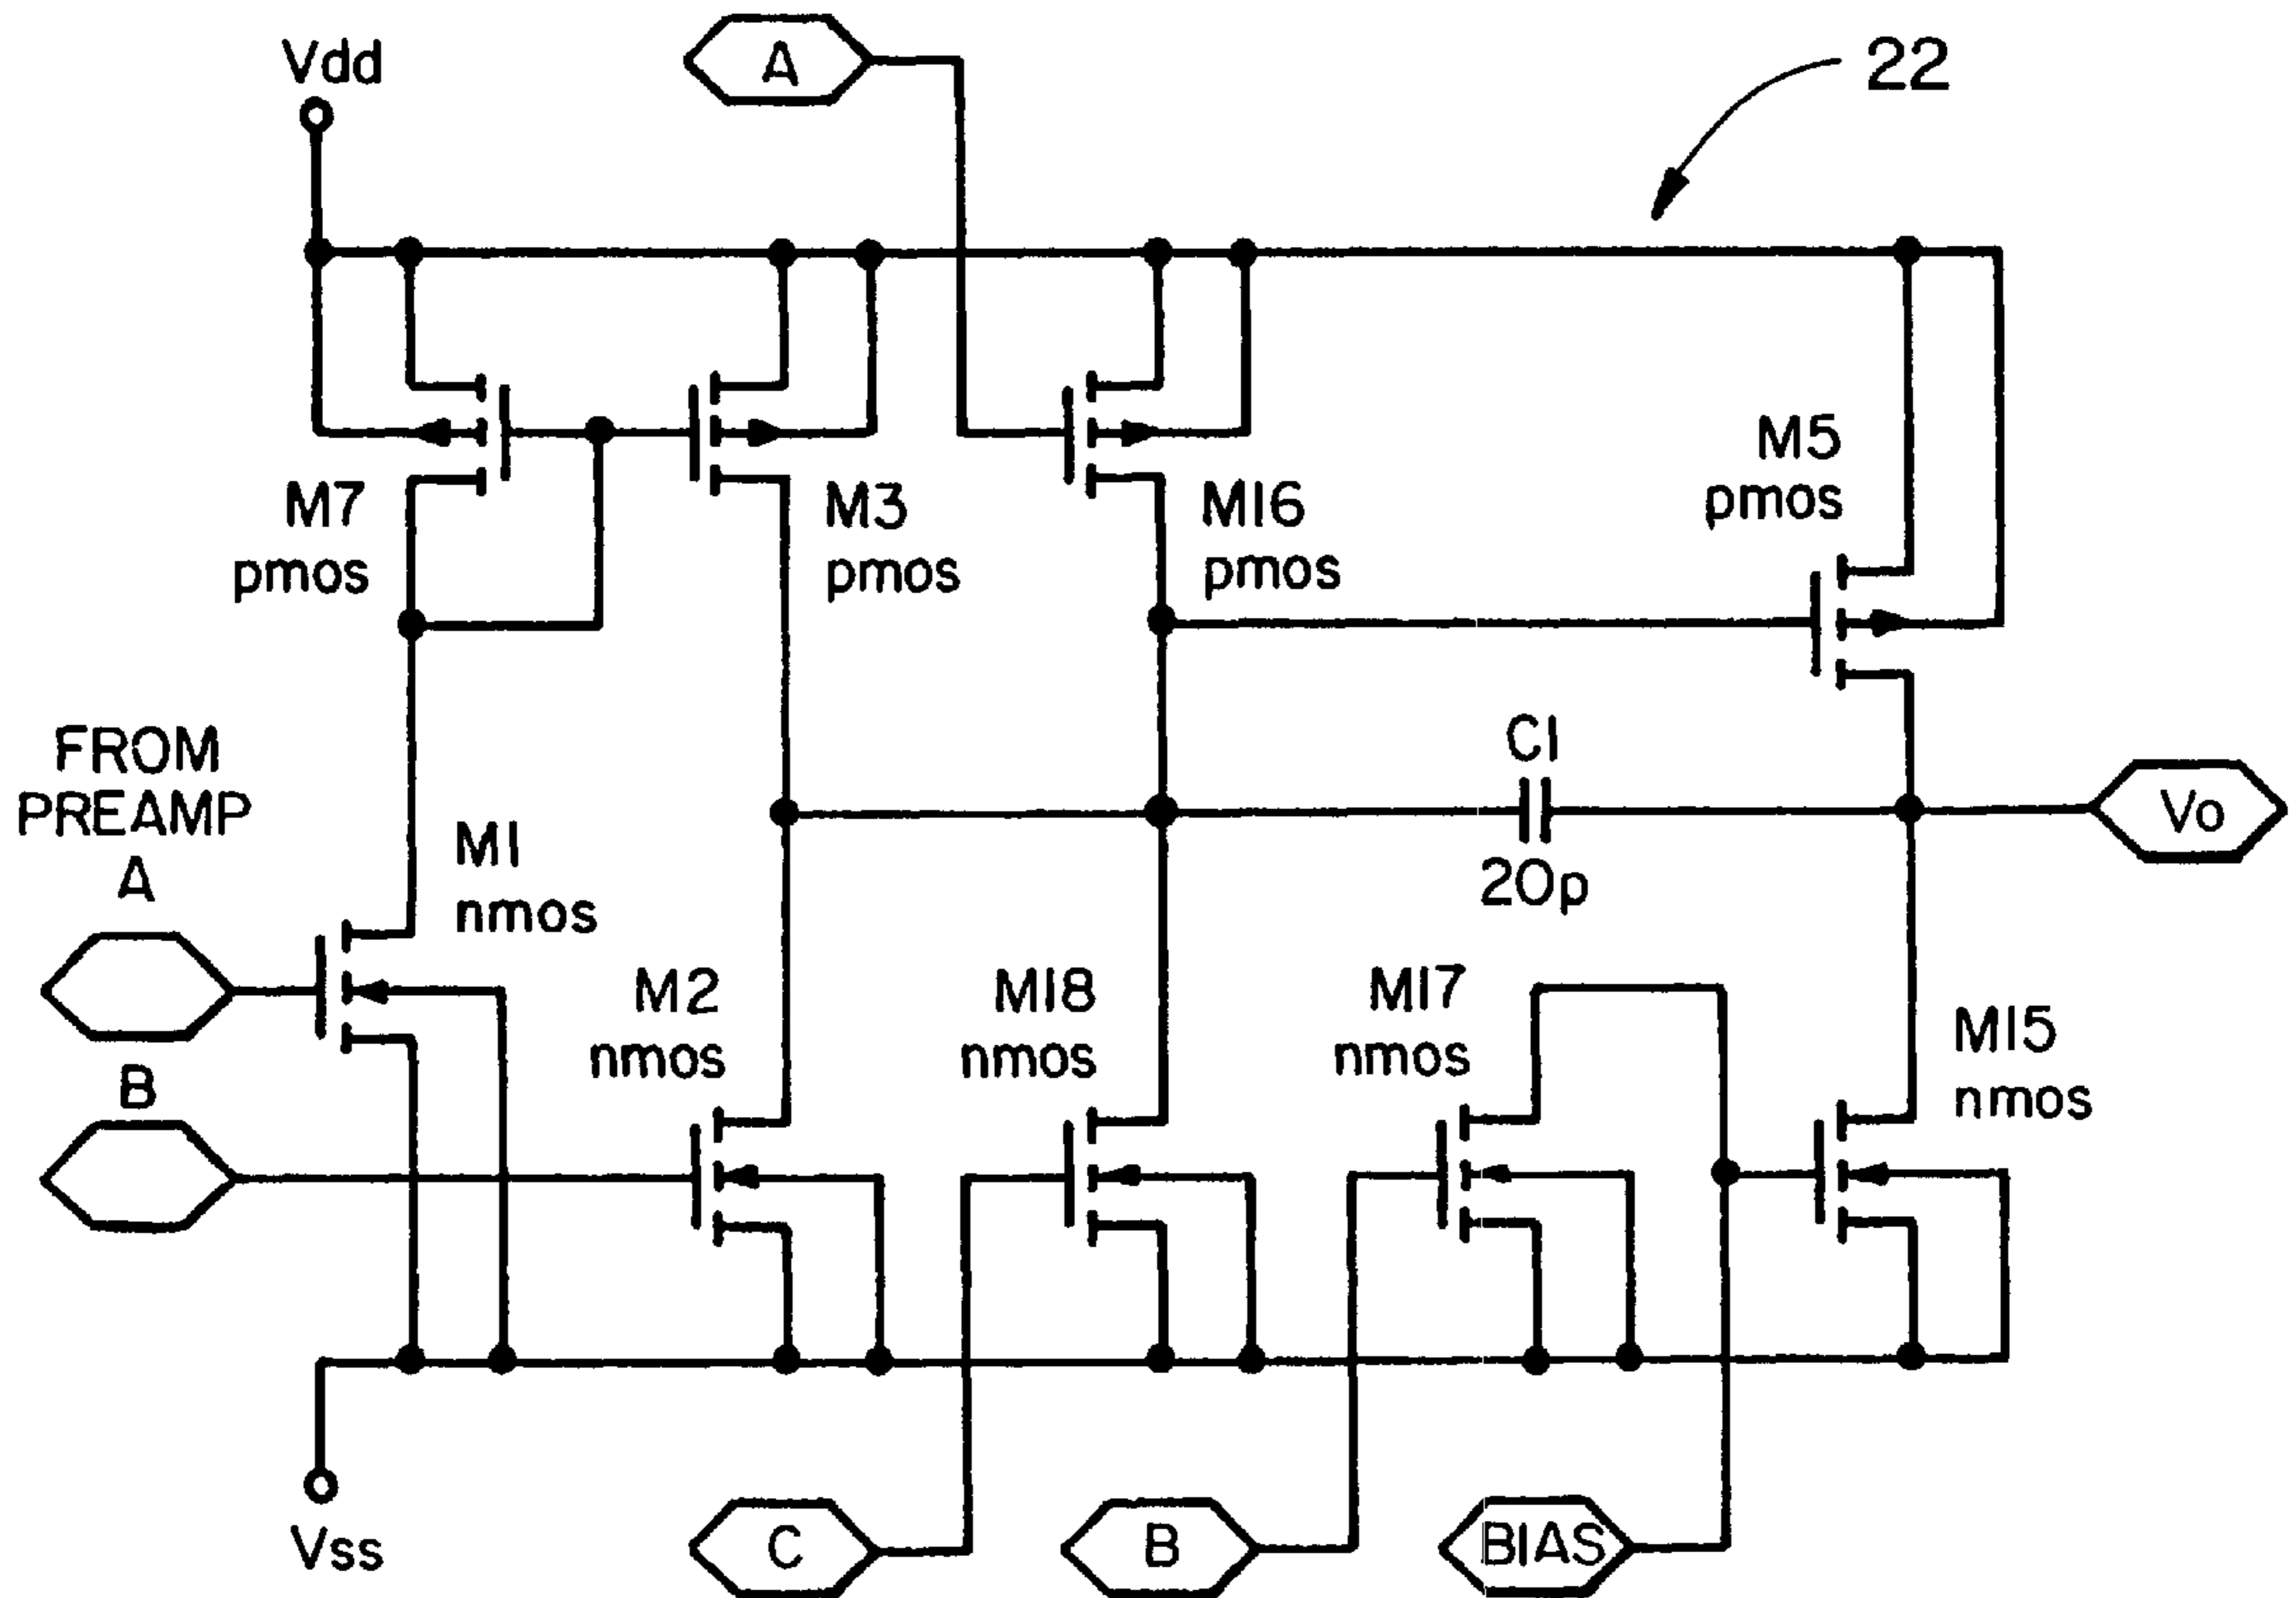 Vdd
A
22
M7
pmos
M3
pmos
M16
pmos
M5
pmos
FROM
PREAMP
A
M1
nmos
C1
20p
Vo
B
M2
nmos
M18
nmos
M17
nmos
M15
nmos
Vss
C
B
BIAS